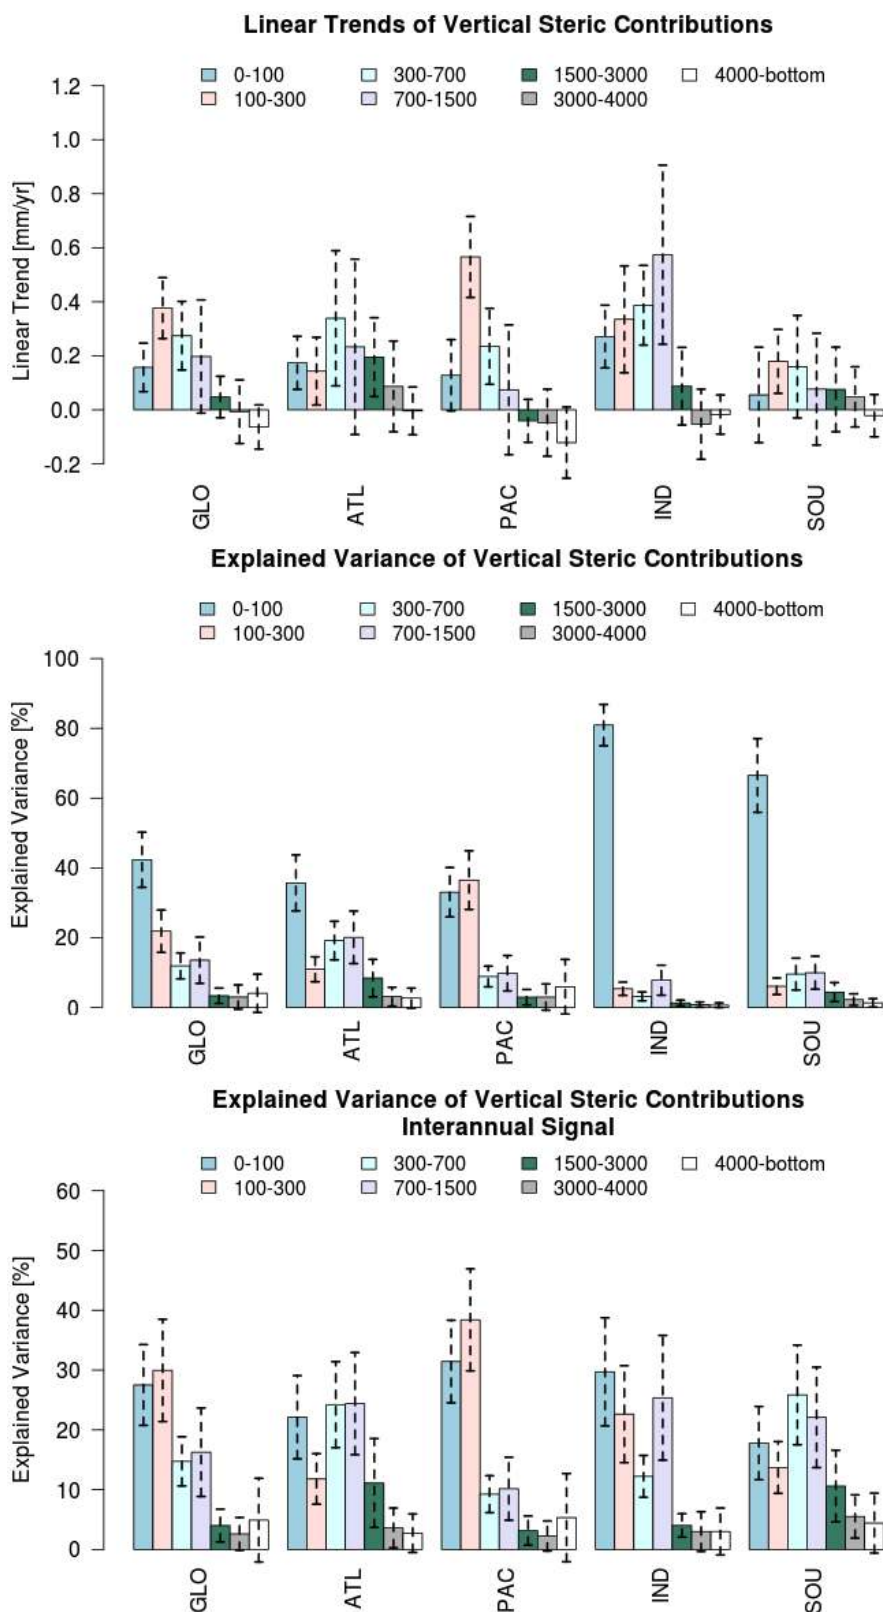 Linear Trends of Vertical Steric Contributions
0-100 300-700 1500-3000 4000-bottom
100-300 700-1500 3000-4000
Linear Trend [mm/yr]
1.2
1.0
0.8
0.6
0.4
0.2
0.0
-0.2
GLO ATL PAC IND SOU
Explained Variance of Vertical Steric Contributions
0-100 300-700 1500-3000 4000-bottom
100-300 700-1500 3000-4000
Explained Variance [%]
100
80
60
40
20
0
GLO ATL PAC IND SOU
Explained Variance of Vertical Steric Contributions
Interannual Signal
0-100 300-700 1500-3000 4000-bottom
100-300 700-1500 3000-4000
Explained Variance [%]
60
50
40
30
20
10
0
GLO ATL PAC IND SOU